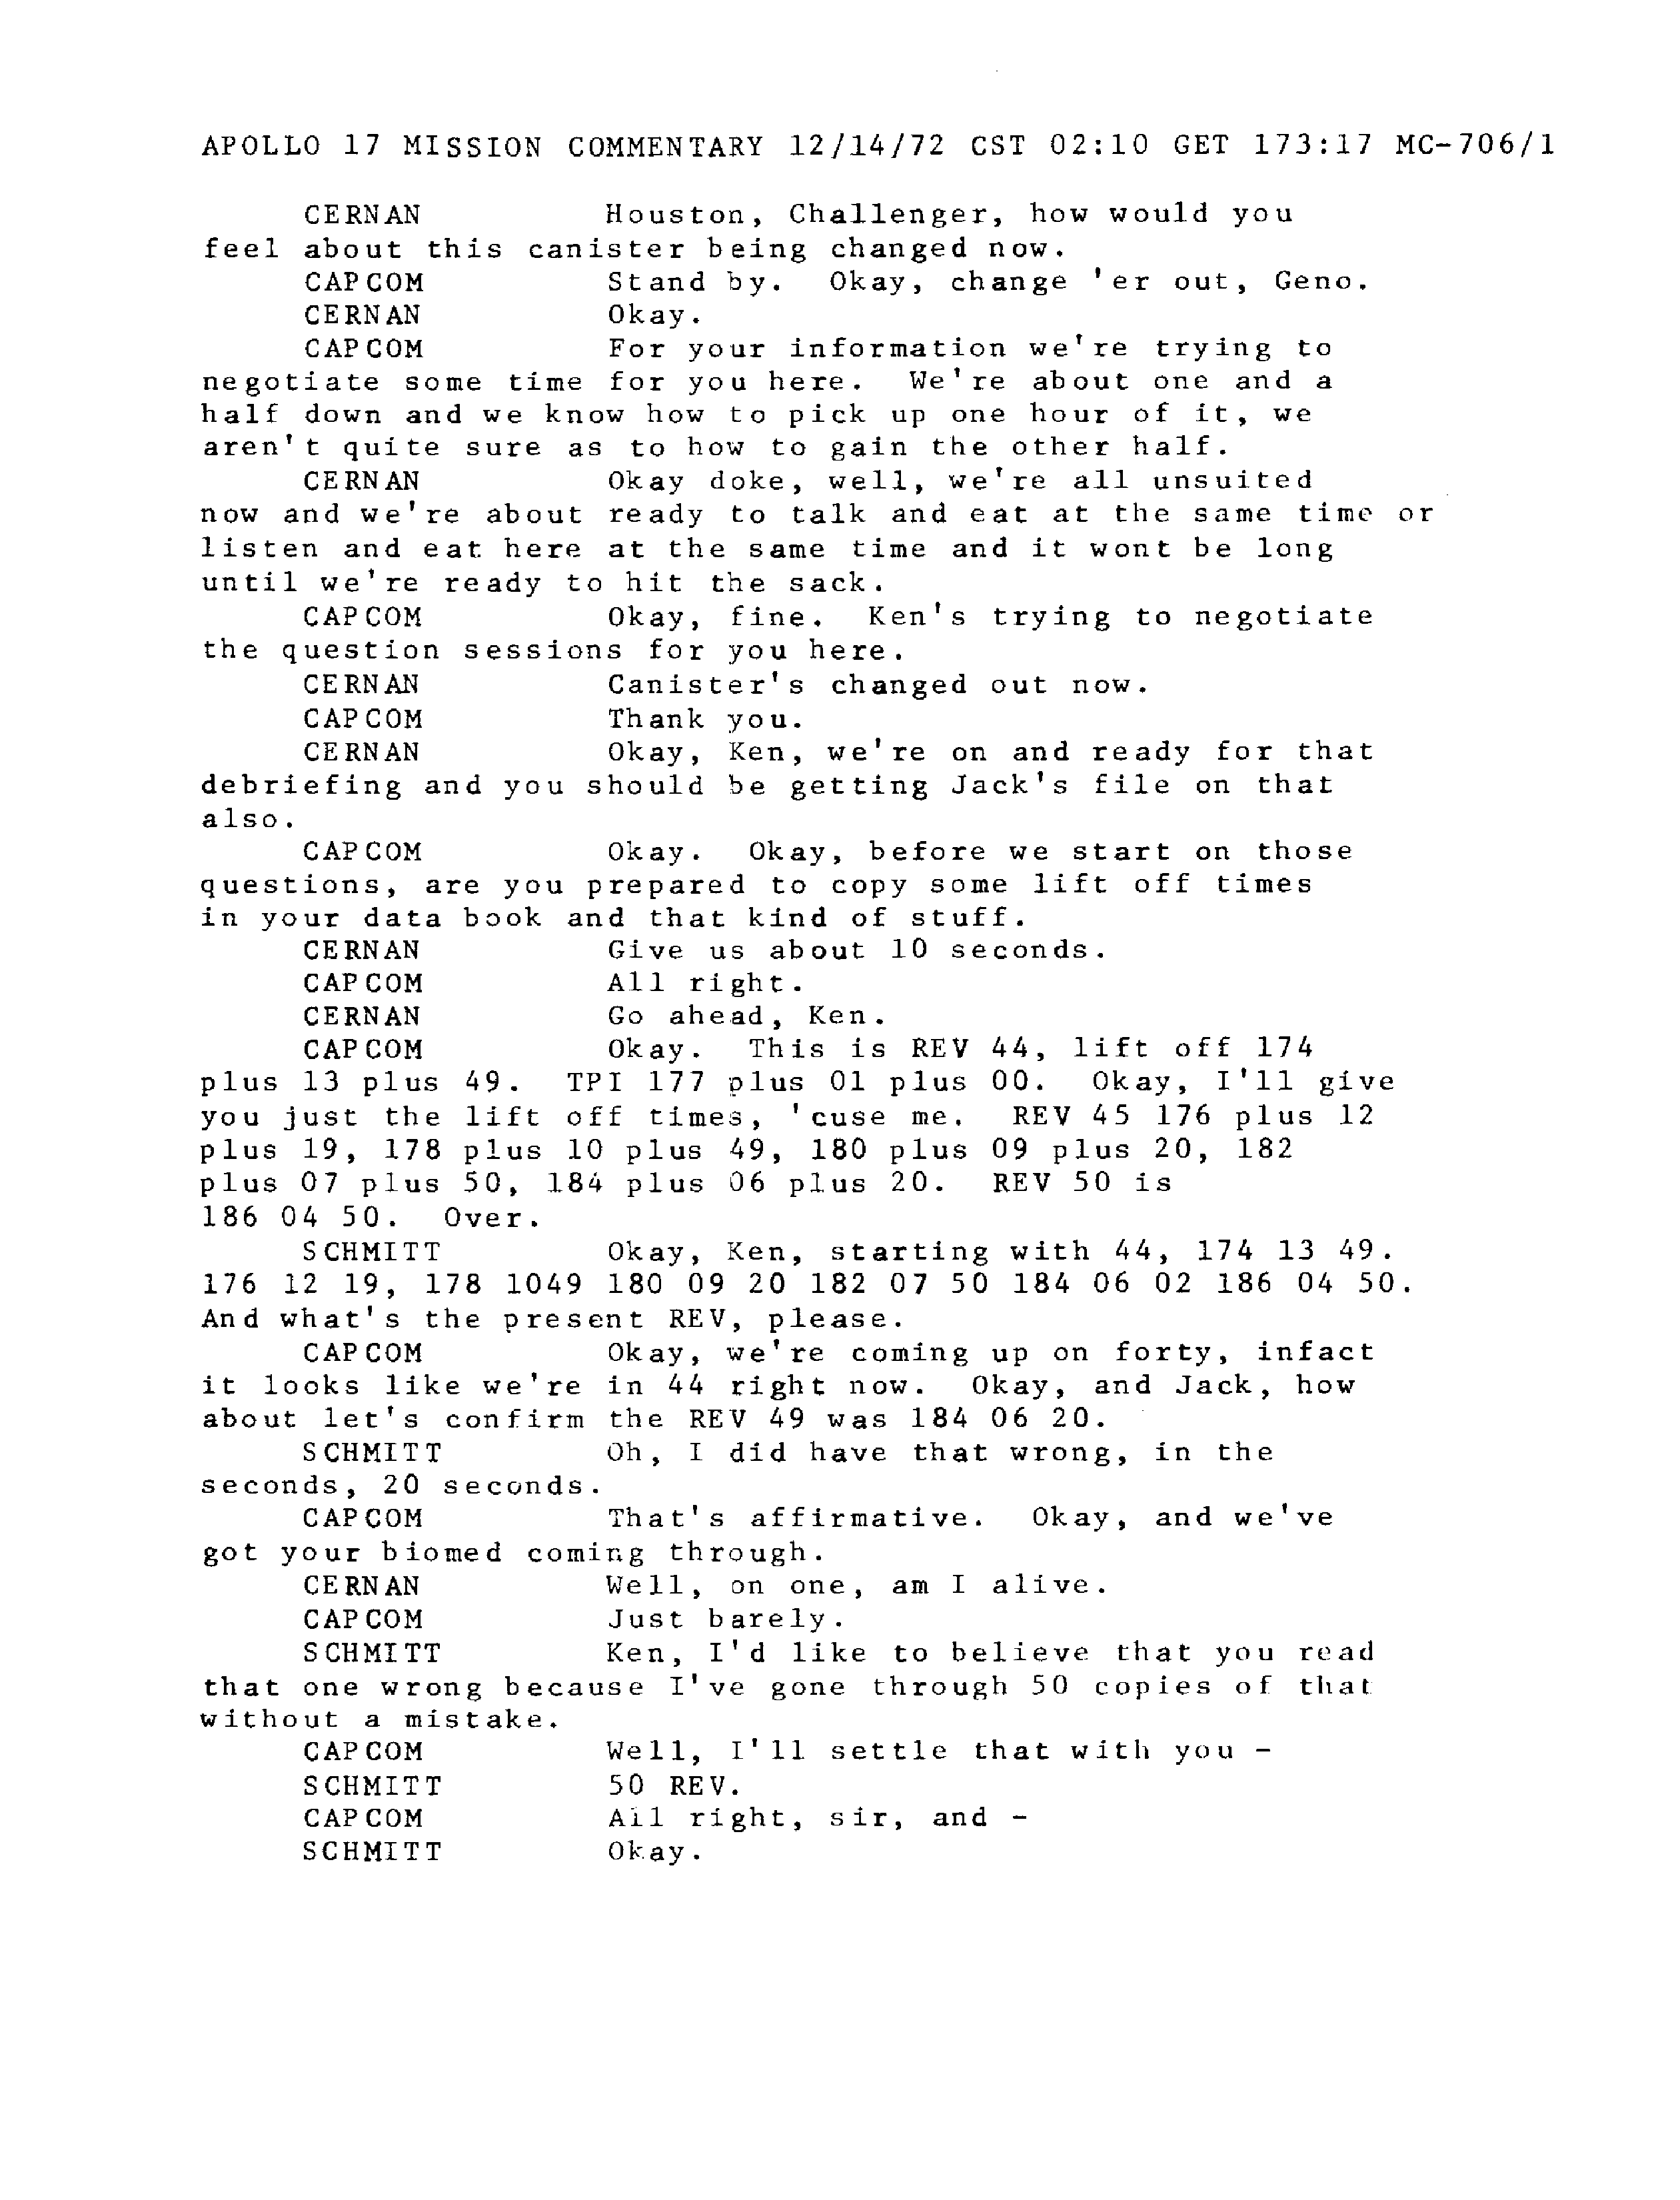 APOLLO 17 MISSION COMMENTARY 12/14/72 CST 02:10 GET 173:17 MC-706/1
CERNAN Houston, Challenger, how would you
feel about this canister being changed now.
CAPCOM Stand by. Okay, change 'er out, Geno.
CERNAN Okay.
CAPCOM For your information we're trying to
negotiate some time for you here. We're about one and a
half down and we know how to pick up one hour of it, we
aren't quite sure as to how to gain the other half.
CERNAN Okay doke, well, we're all unsuited
now and we're about ready to talk and eat at the same time or
listen and eat here at the same time and it wont be long
until we're ready to hit the sack.
CAPCOM Okay, fine. Ken's trying to negotiate
the question sessions for you here.
CERNAN Canister's changed out now.
CAPCOM Thank you.
CERNAN Okay, Ken, we're on and ready for that
debriefing and you should be getting Jack's file on that
also.
CAPCOM Okay. Okay, before we start on those
questions, are you prepared to copy some lift off times
in your data book and that kind of stuff.
CERNAN Give us about 10 seconds.
CAPCOM All right.
CERNAN Go ahead, Ken.
CAPCOM Okay. This is REV 44, lift off 174
plus 13 plus 49. TPI 177 plus 01 plus 00. Okay, I'll give
you just the lift off times, 'cuse me. REV 45 176 plus 12
plus 19, 178 plus 10 plus 49, 180 plus 09 plus 20, 182
plus 07 plus 50, 184 plus 06 plus 20. REV 50 is
186 04 50. Over.
SCHMITT Okay, Ken, starting with 44, 174 13 49.
176 12 19, 178 1049 180 09 20 182 07 50 184 06 02 186 04 50.
And what's the present REV, please.
CAPCOM Okay, we're coming up on forty, infact
it looks like we're in 44 right now. Okay, and Jack, how
about let's confirm the REV 49 was 184 06 20.
SCHMITT Oh, I did have that wrong, in the
seconds, 20 seconds.
CAPCOM That's affirmative. Okay, and we've
got your biomed coming through.
CERNAN Well, on one, am I alive.
CAPCOM Just barely.
SCHMITT Ken, I'd like to believe that you read
that one wrong because I've gone through 50 copies of that
without a mistake.
CAPCOM Well, I'll settle that with you -
SCHMITT 50 REV.
CAPCOM All right, sir, and -
SCHMITT Okay.